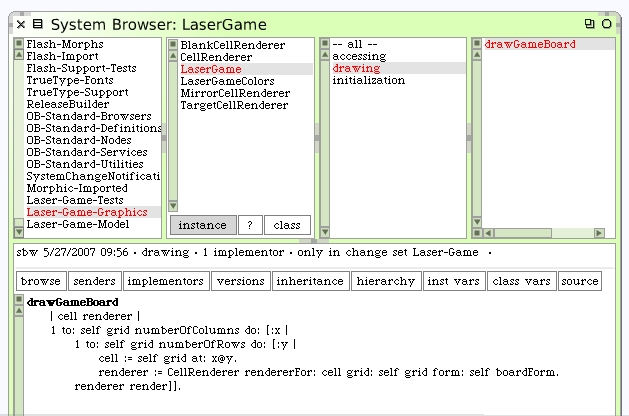 System Browser: LaserGame
Flash-Morphs
Flash-Import
Flash-Support-Tests
TrueType-Fonts
TrueType-Support
ReleaseBuilder
OB-Standard-Browsers
OB-Standard-Definitions
OB-Standard-Nodes
OB-Standard-Services
OB-Standard-Utilities
SystemChangeNotificati
Morphic-Imported
Laser-Game-Tests
Laser-Game-Graphics
Laser-Game-Model
BlankCellRenderer
CellRenderer
LaserGame
LaserGameColors
MirrorCellRenderer
TargetCellRenderer
instance ? class
-- all --
accessing
drawing
initialization
drawGameBoard
sbw 5/27/2007 09:56 · drawing · 1 implementor · only in change set Laser-Game ·
browse senders implementors versions inheritance hierarchy inst vars class vars source
drawGameBoard
| cell renderer |
1 to: self grid numberOfColumns do: [:x |
1 to: self grid numberOfRows do: [:y |
cell := self grid at: x@y.
renderer := CellRenderer rendererFor: cell grid: self grid form: self boardForm.
renderer render]].